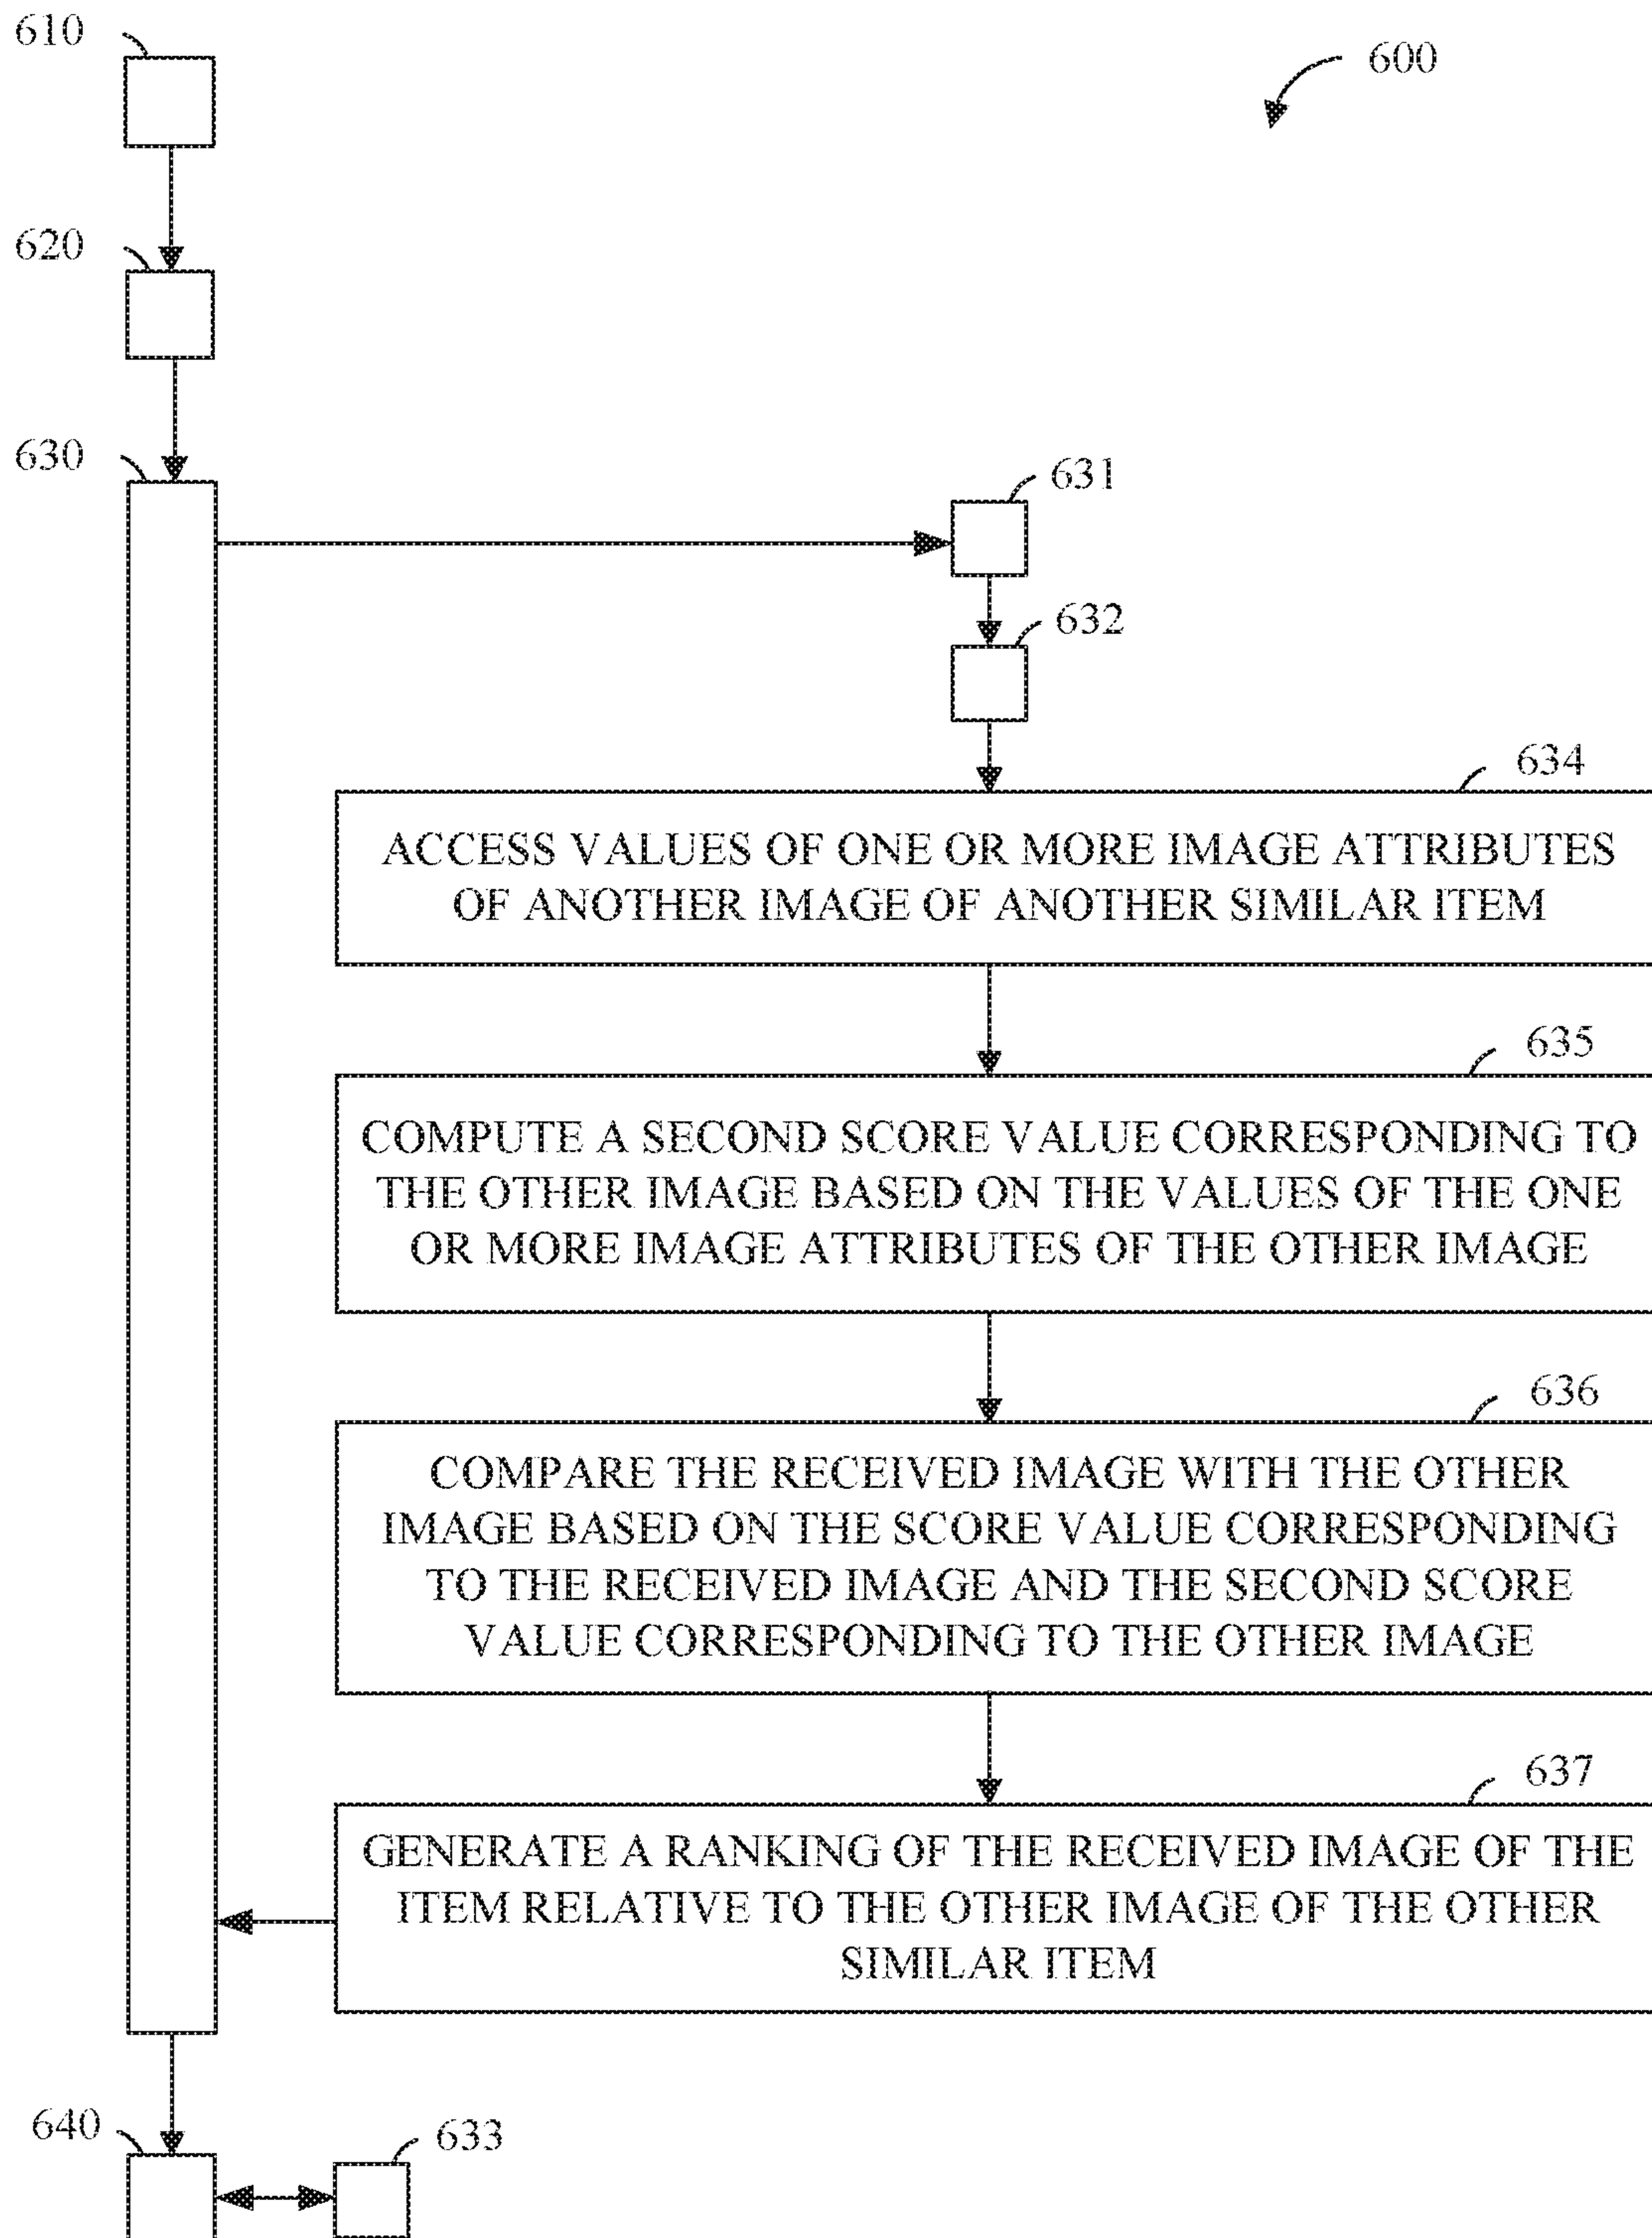 610
600
620
630
631
632
634
ACCESS VALUES OF ONE OR MORE IMAGE ATTRIBUTES
OF ANOTHER IMAGE OF ANOTHER SIMILAR ITEM
635
COMPUTE A SECOND SCORE VALUE CORRESPONDING TO
THE OTHER IMAGE BASED ON THE VALUES OF THE ONE
OR MORE IMAGE ATTRIBUTES OF THE OTHER IMAGE
636
COMPARE THE RECEIVED IMAGE WITH THE OTHER
IMAGE BASED ON THE SCORE VALUE CORRESPONDING
TO THE RECEIVED IMAGE AND THE SECOND SCORE
VALUE CORRESPONDING TO THE OTHER IMAGE
637
GENERATE A RANKING OF THE RECEIVED IMAGE OF THE
ITEM RELATIVE TO THE OTHER IMAGE OF THE OTHER
SIMILAR ITEM
640
633